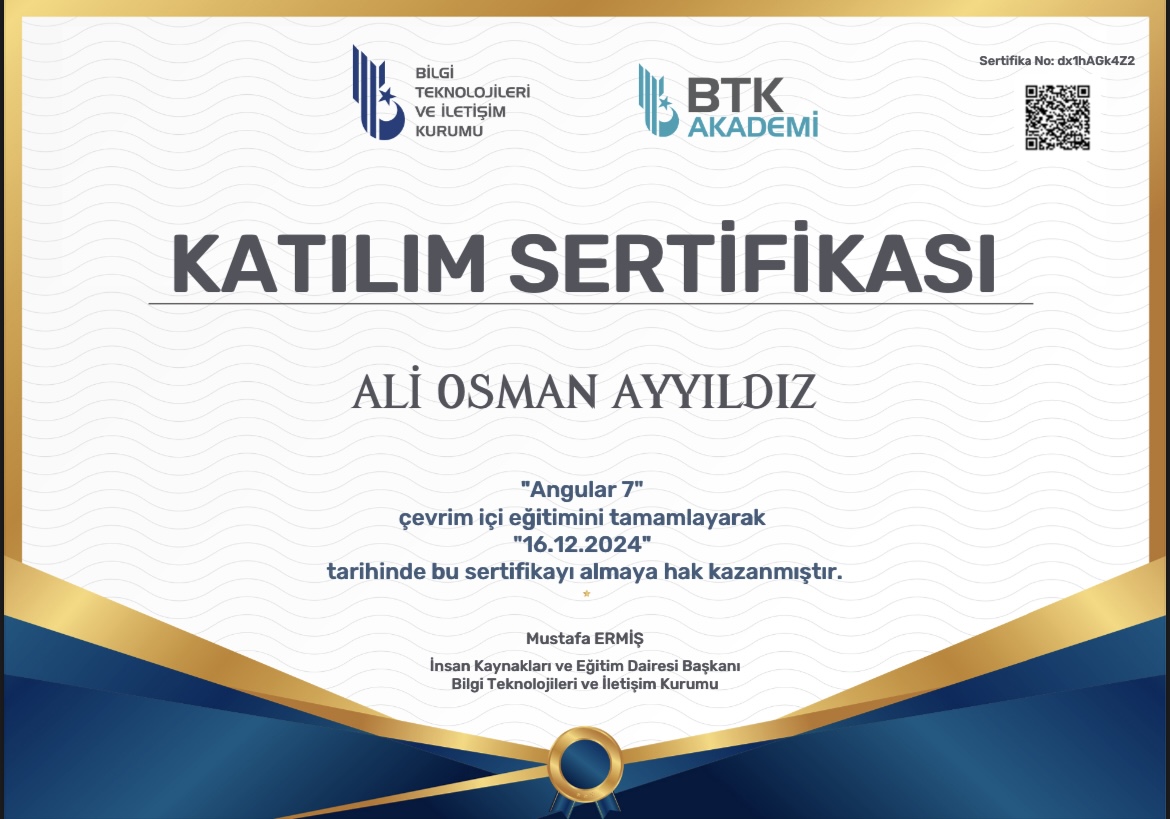 BİLGİ
TEKNOLOJİLERİ
VE İLETİŞİM
KURUMU
BTK
AKADEMİ
Sertifika No: dx1hAGk4Z2
KATILIM SERTİFİKASI
ALİ OSMAN AYYILDIZ
"Angular 7"
çevrim içi eğitimini tamamlayarak
"16.12.2024"
tarihinde bu sertifikayı almaya hak kazanmıştır.
Mustafa ERMİŞ
İnsan Kaynakları ve Eğitim Dairesi Başkanı
Bilgi Teknolojileri ve İletişim Kurumu